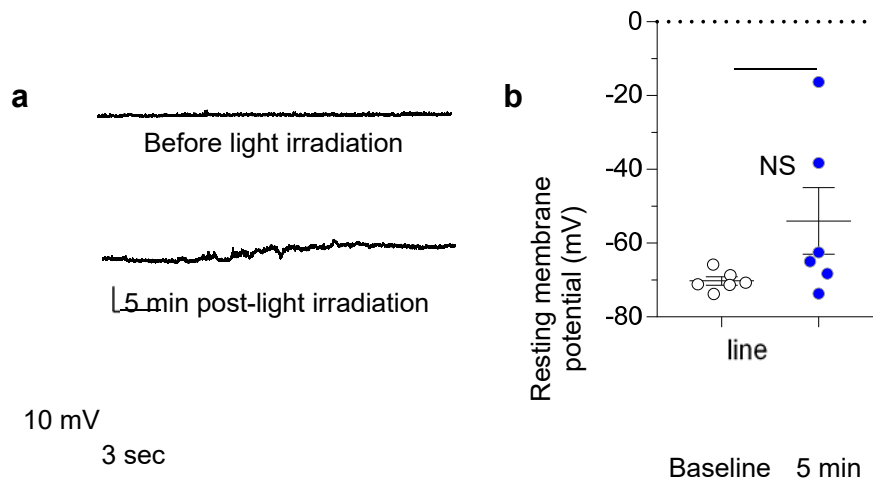 a
Before light irradiation
5 min post-light irradiation
10 mV
3 sec
b
0
-20
-40
-60
-80
Resting membrane
potential (mV)
NS
line
Baseline 5 min